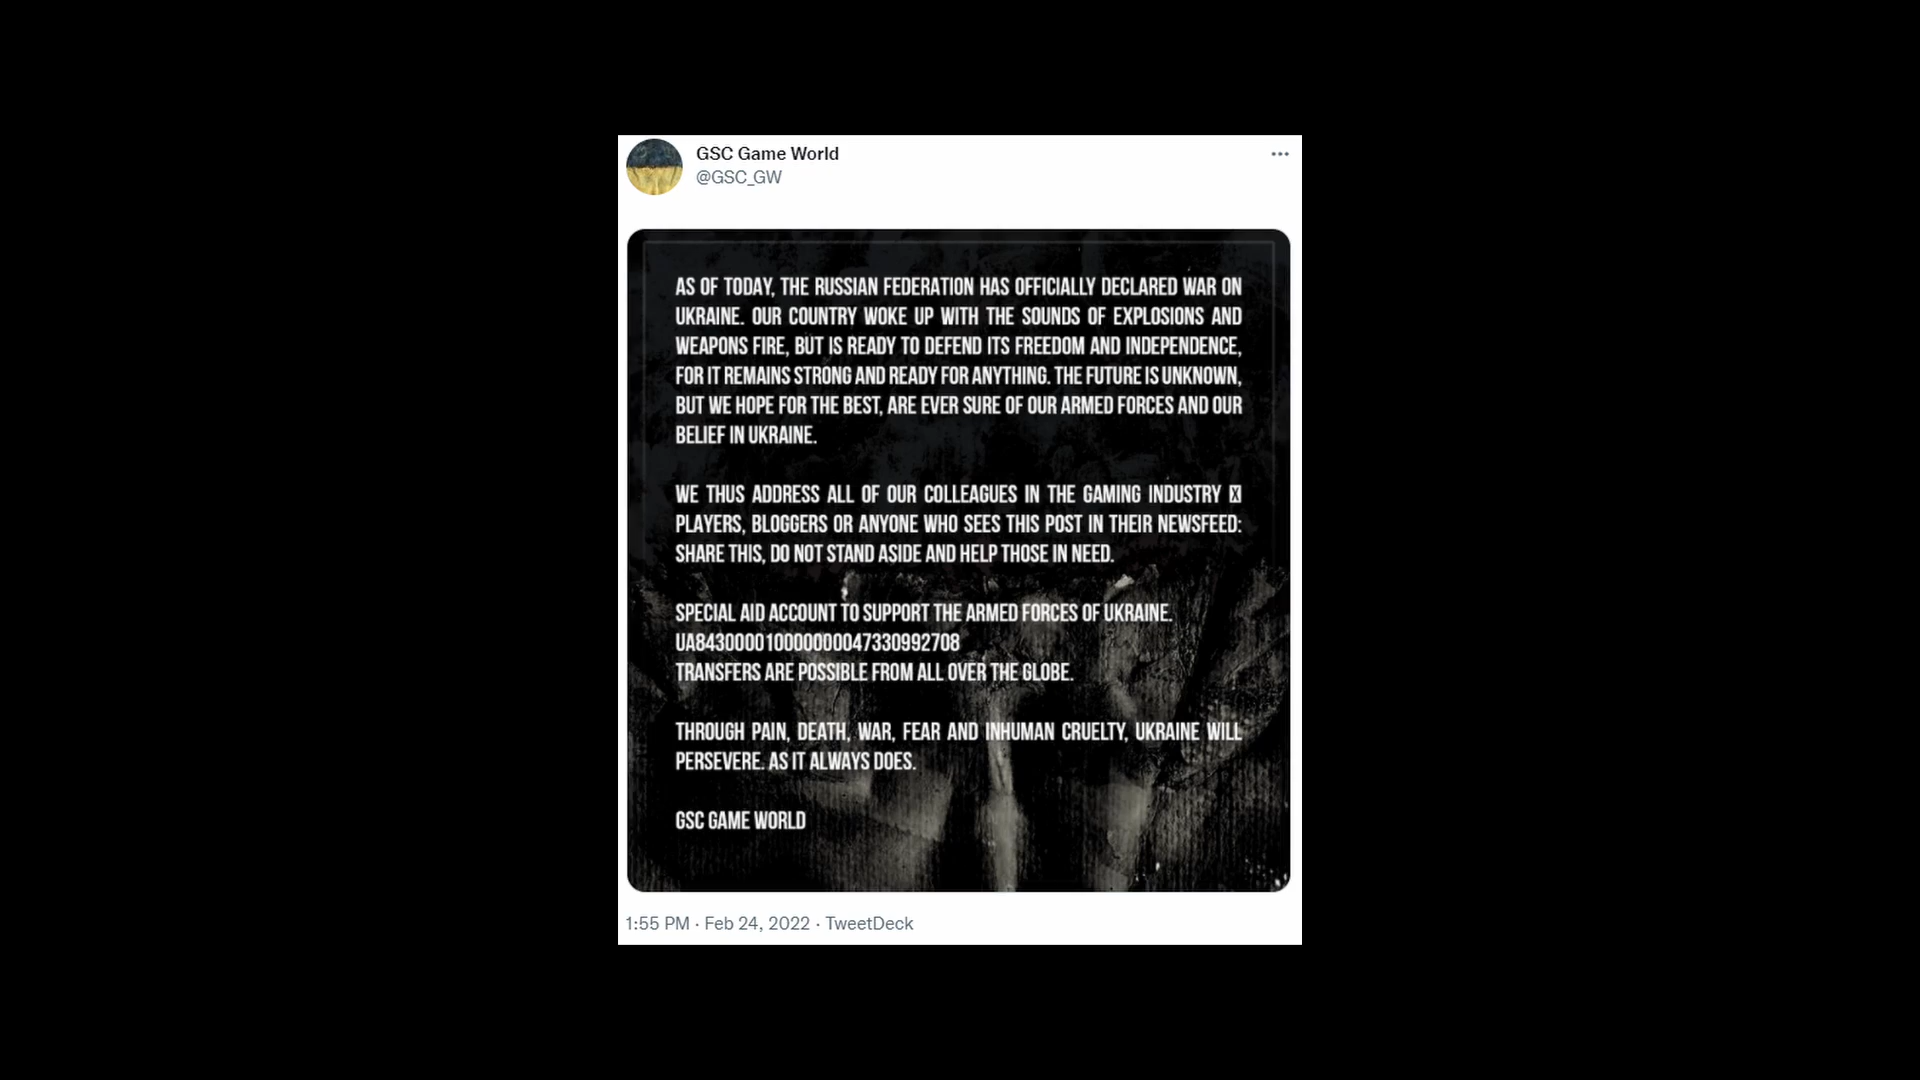 GSC Game World
@GSC_GW
AS OF TODAY, THE RUSSIAN FEDERATION HAS OFFICIALLY DECLARED WAR ON
UKRAINE. OUR COUNTRY WOKE UP WITH THE SOUNDS OF EXPLOSIONS AND
WEAPONS FIRE, BUT IS READY TO DEFEND ITS FREEDOM AND INDEPENDENCE,
FOR IT REMAINS STRONG AND READY FOR ANYTHING. THE FUTURE IS UNKNOWN,
BUT WE HOPE FOR THE BEST, ARE EVER SURE OF OUR ARMED FORCES AND OUR
BELIEF IN UKRAINE.
WE THUS ADDRESS ALL OF OUR COLLEAGUES IN THE GAMING INDUSTRY
PLAYERS, BLOGGERS OR ANYONE WHO SEES THIS POST IN THEIR NEWSFEED:
SHARE THIS, DO NOT STAND ASIDE AND HELP THOSE IN NEED.
SPECIAL AID ACCOUNT TO SUPPORT THE ARMED FORCES OF UKRAINE.
UA843000010000000047330992708
TRANSFERS ARE POSSIBLE FROM ALL OVER THE GLOBE.
THROUGH PAIN, DEATH, WAR, FEAR AND INHUMAN CRUELTY, UKRAINE WILL
PERSEVERE. AS IT ALWAYS DOES.
GSC GAME WORLD
1:55 PM · Feb 24, 2022 · TweetDeck